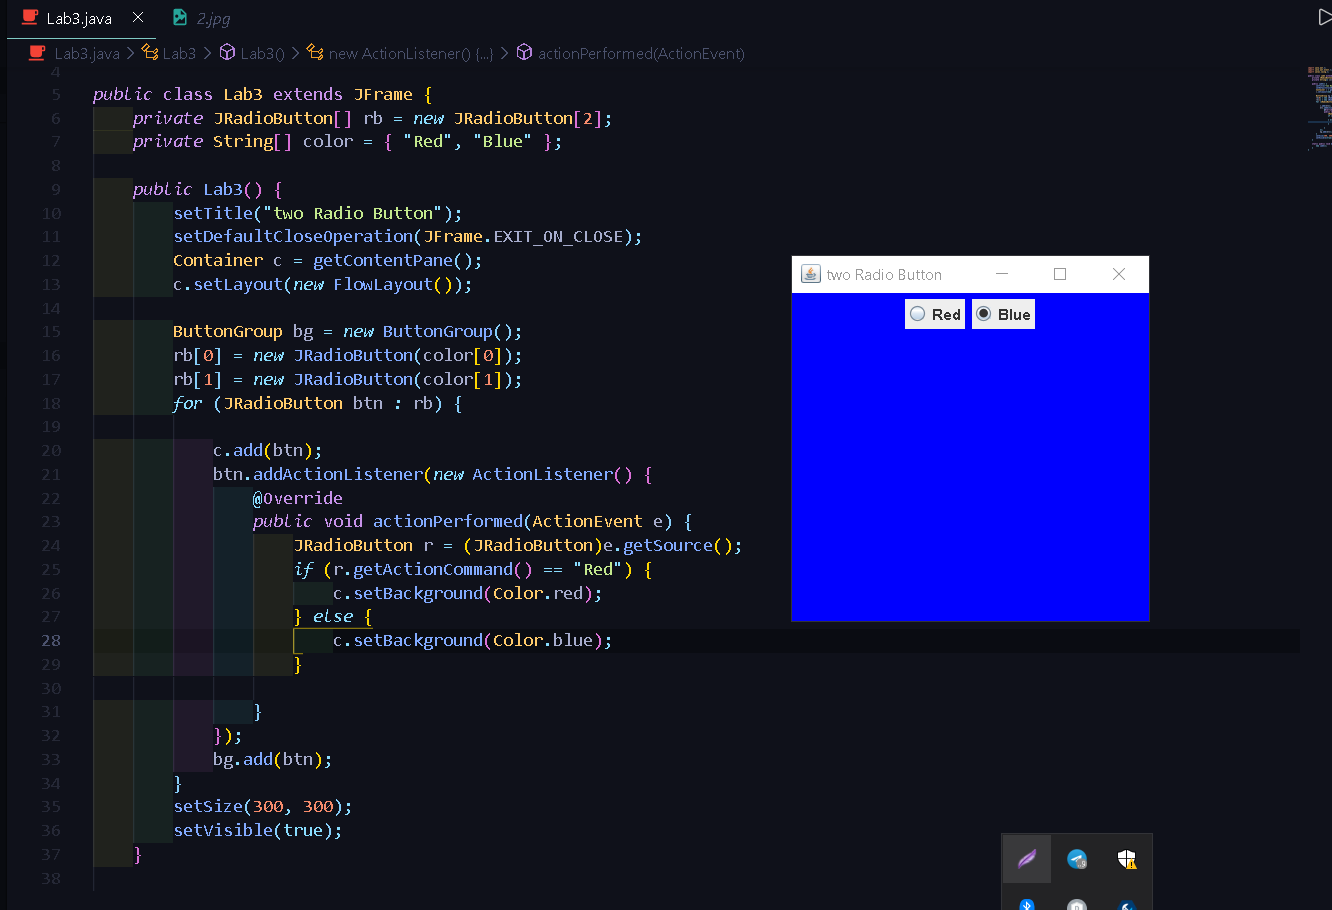 Lab3.java
2.jpg
Lab3.java > Lab3 > Lab3() > new ActionListener() {...} > actionPerformed(ActionEvent)
4
5 public class Lab3 extends JFrame {
6 private JRadioButton[] rb = new JRadioButton[2];
7 private String[] color = { "Red", "Blue" };
8
9 public Lab3() {
10 setTitle("two Radio Button");
11 setDefaultCloseOperation(JFrame.EXIT_ON_CLOSE);
12 Container c = getContentPane();
13 c.setLayout(new FlowLayout());
14
15 ButtonGroup bg = new ButtonGroup();
16 rb[0] = new JRadioButton(color[0]);
17 rb[1] = new JRadioButton(color[1]);
18 for (JRadioButton btn : rb) {
19
20 c.add(btn);
21 btn.addActionListener(new ActionListener() {
22 @Override
23 public void actionPerformed(ActionEvent e) {
24 JRadioButton r = (JRadioButton)e.getSource();
25 if (r.getActionCommand() == "Red") {
26 c.setBackground(Color.red);
27 } else {
28 c.setBackground(Color.blue);
29 }
30
31 }
32 });
33 bg.add(btn);
34 }
35 setSize(300, 300);
36 setVisible(true);
37 }
38
two Radio Button
Red Blue